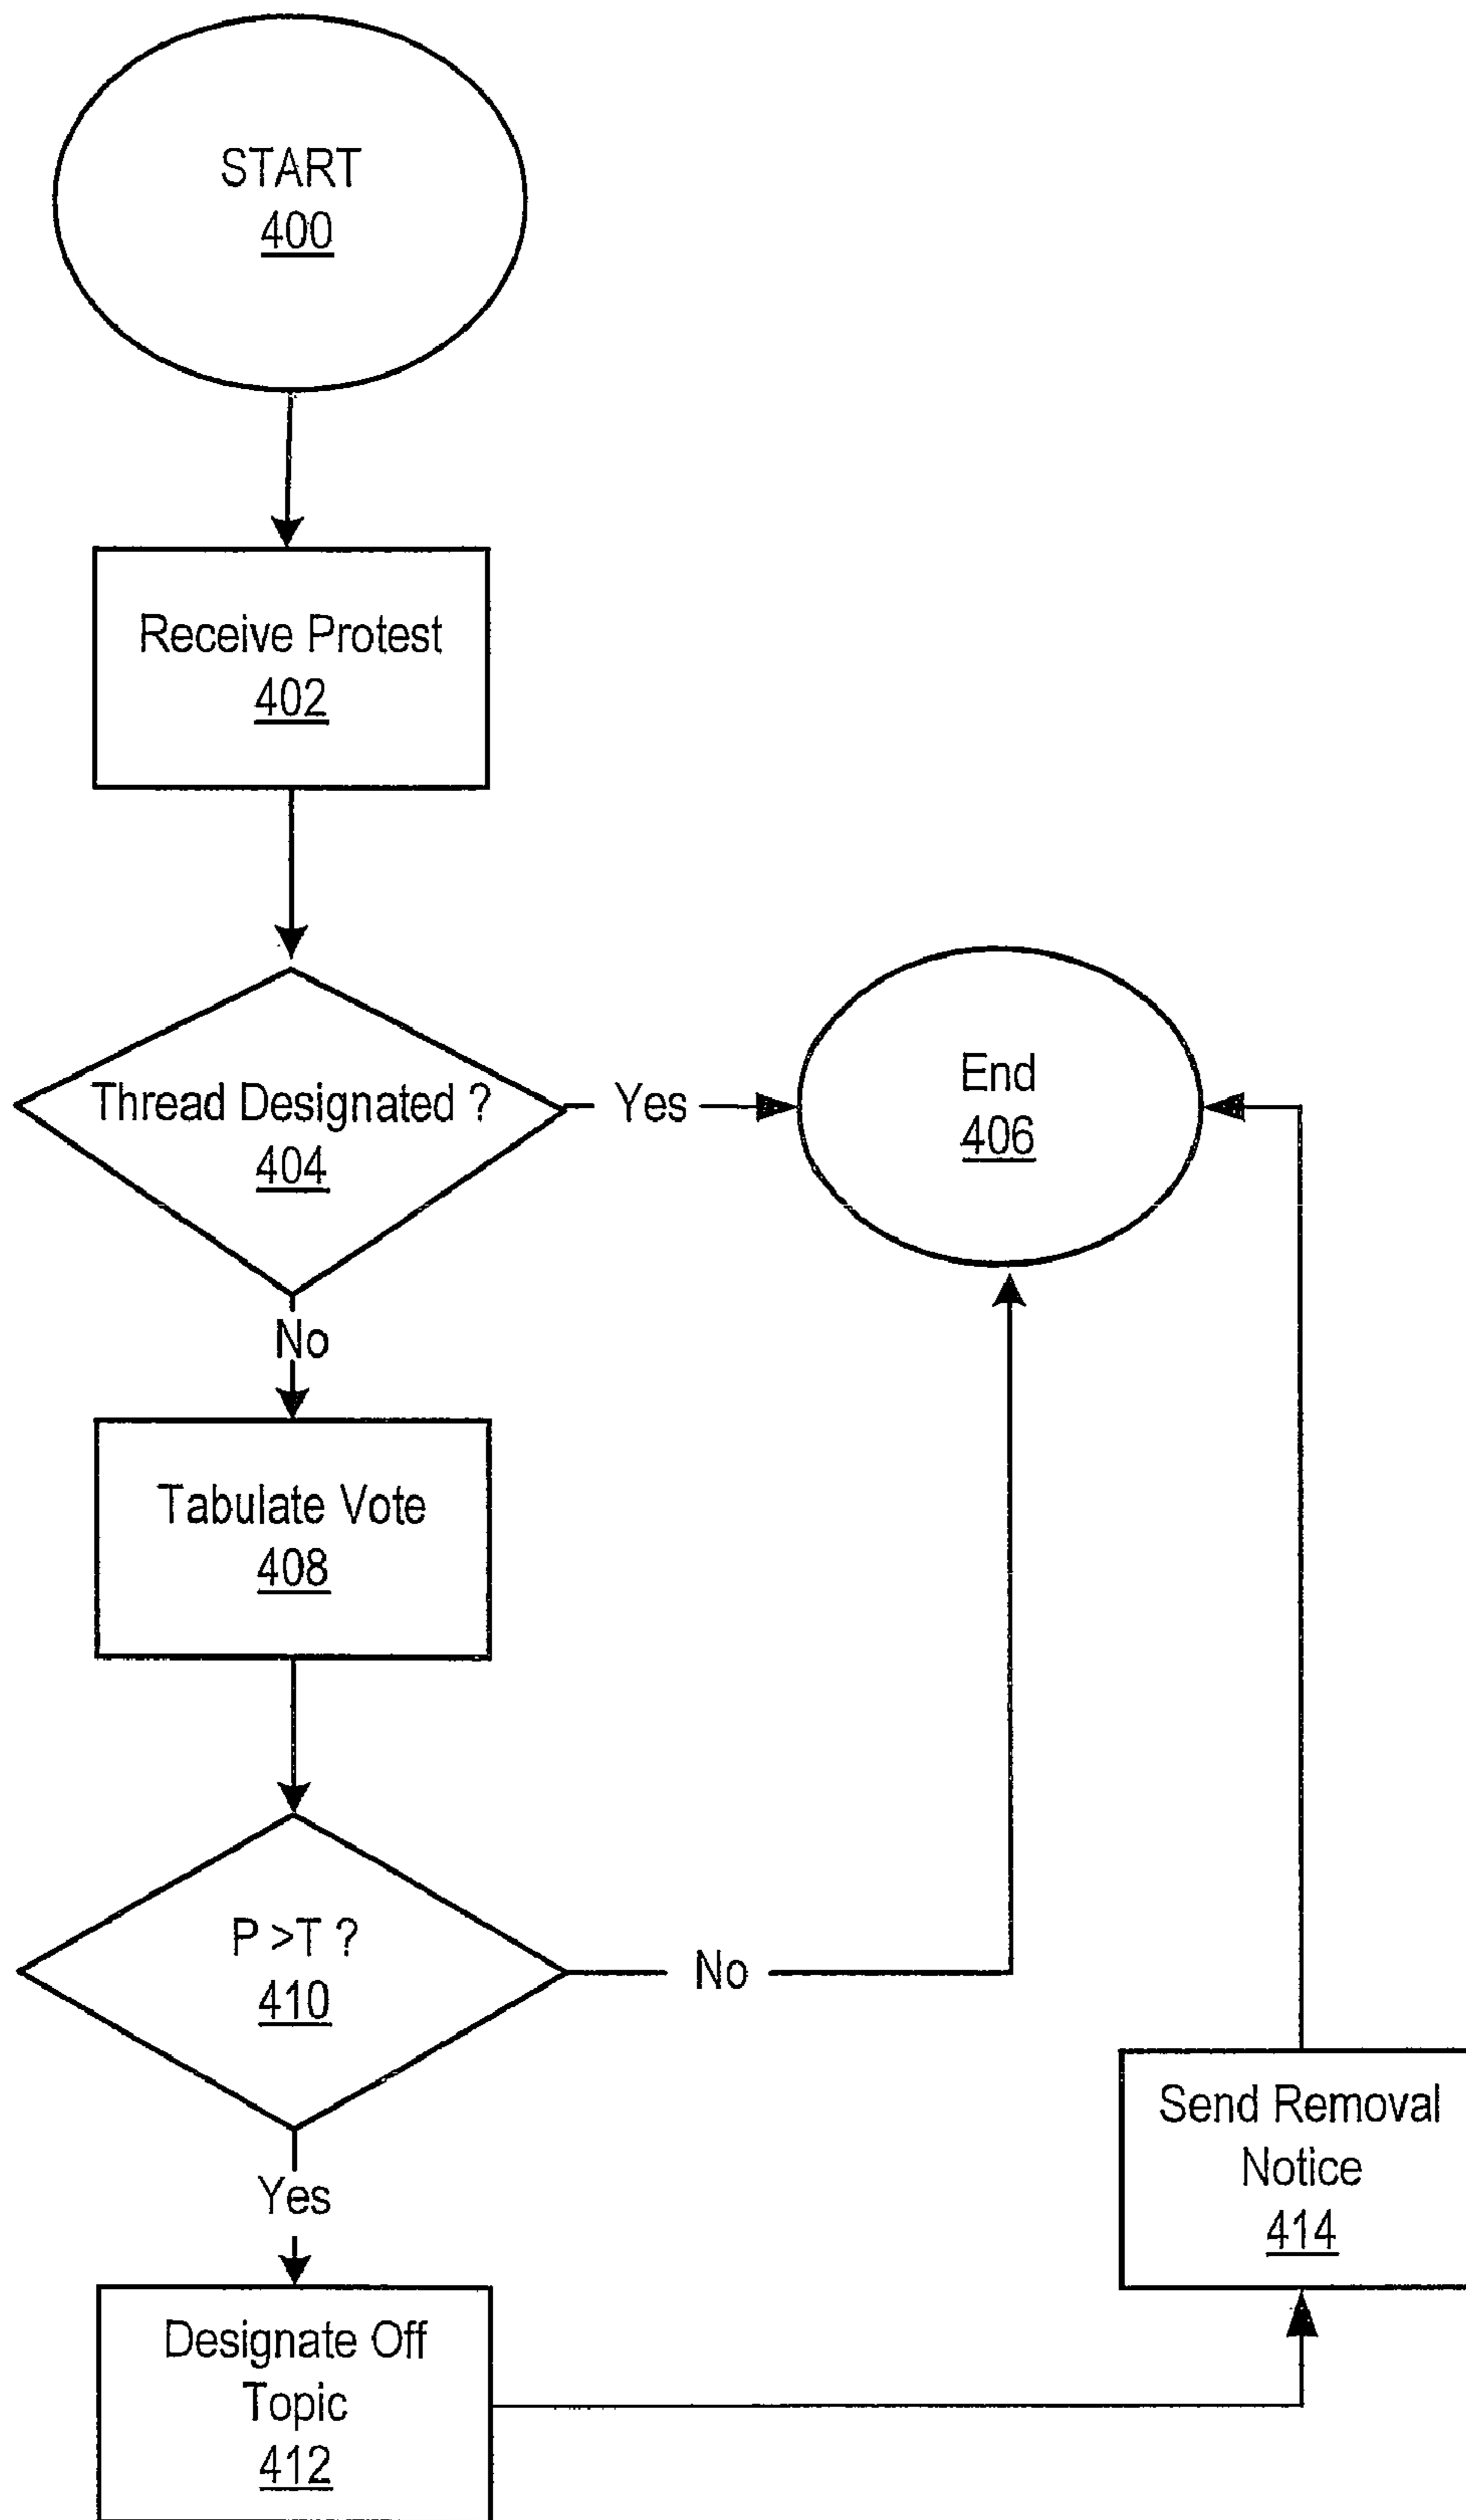 START
400
Receive Protest
402
Thread Designated ?
404
Yes
End
406
No
Tabulate Vote
408
P >T ?
410
No
Yes
Send Removal
Notice
414
Designate Off
Topic
412